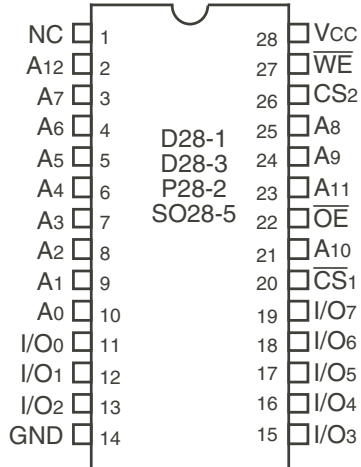 NC 1 28 VCC
A12 2 27 W̅E̅
A7 3 26 CS2
A6 4 25 A8
D28-1
A5 5 24 A9
D28-3
A4 6 P28-2 23 A11
A3 7 SO28-5 22 O̅E̅
A2 8 21 A10
A1 9 20 C̅S̅1
A0 10 19 I/O7
I/O0 11 18 I/O6
I/O1 12 17 I/O5
I/O2 13 16 I/O4
GND 14 15 I/O3